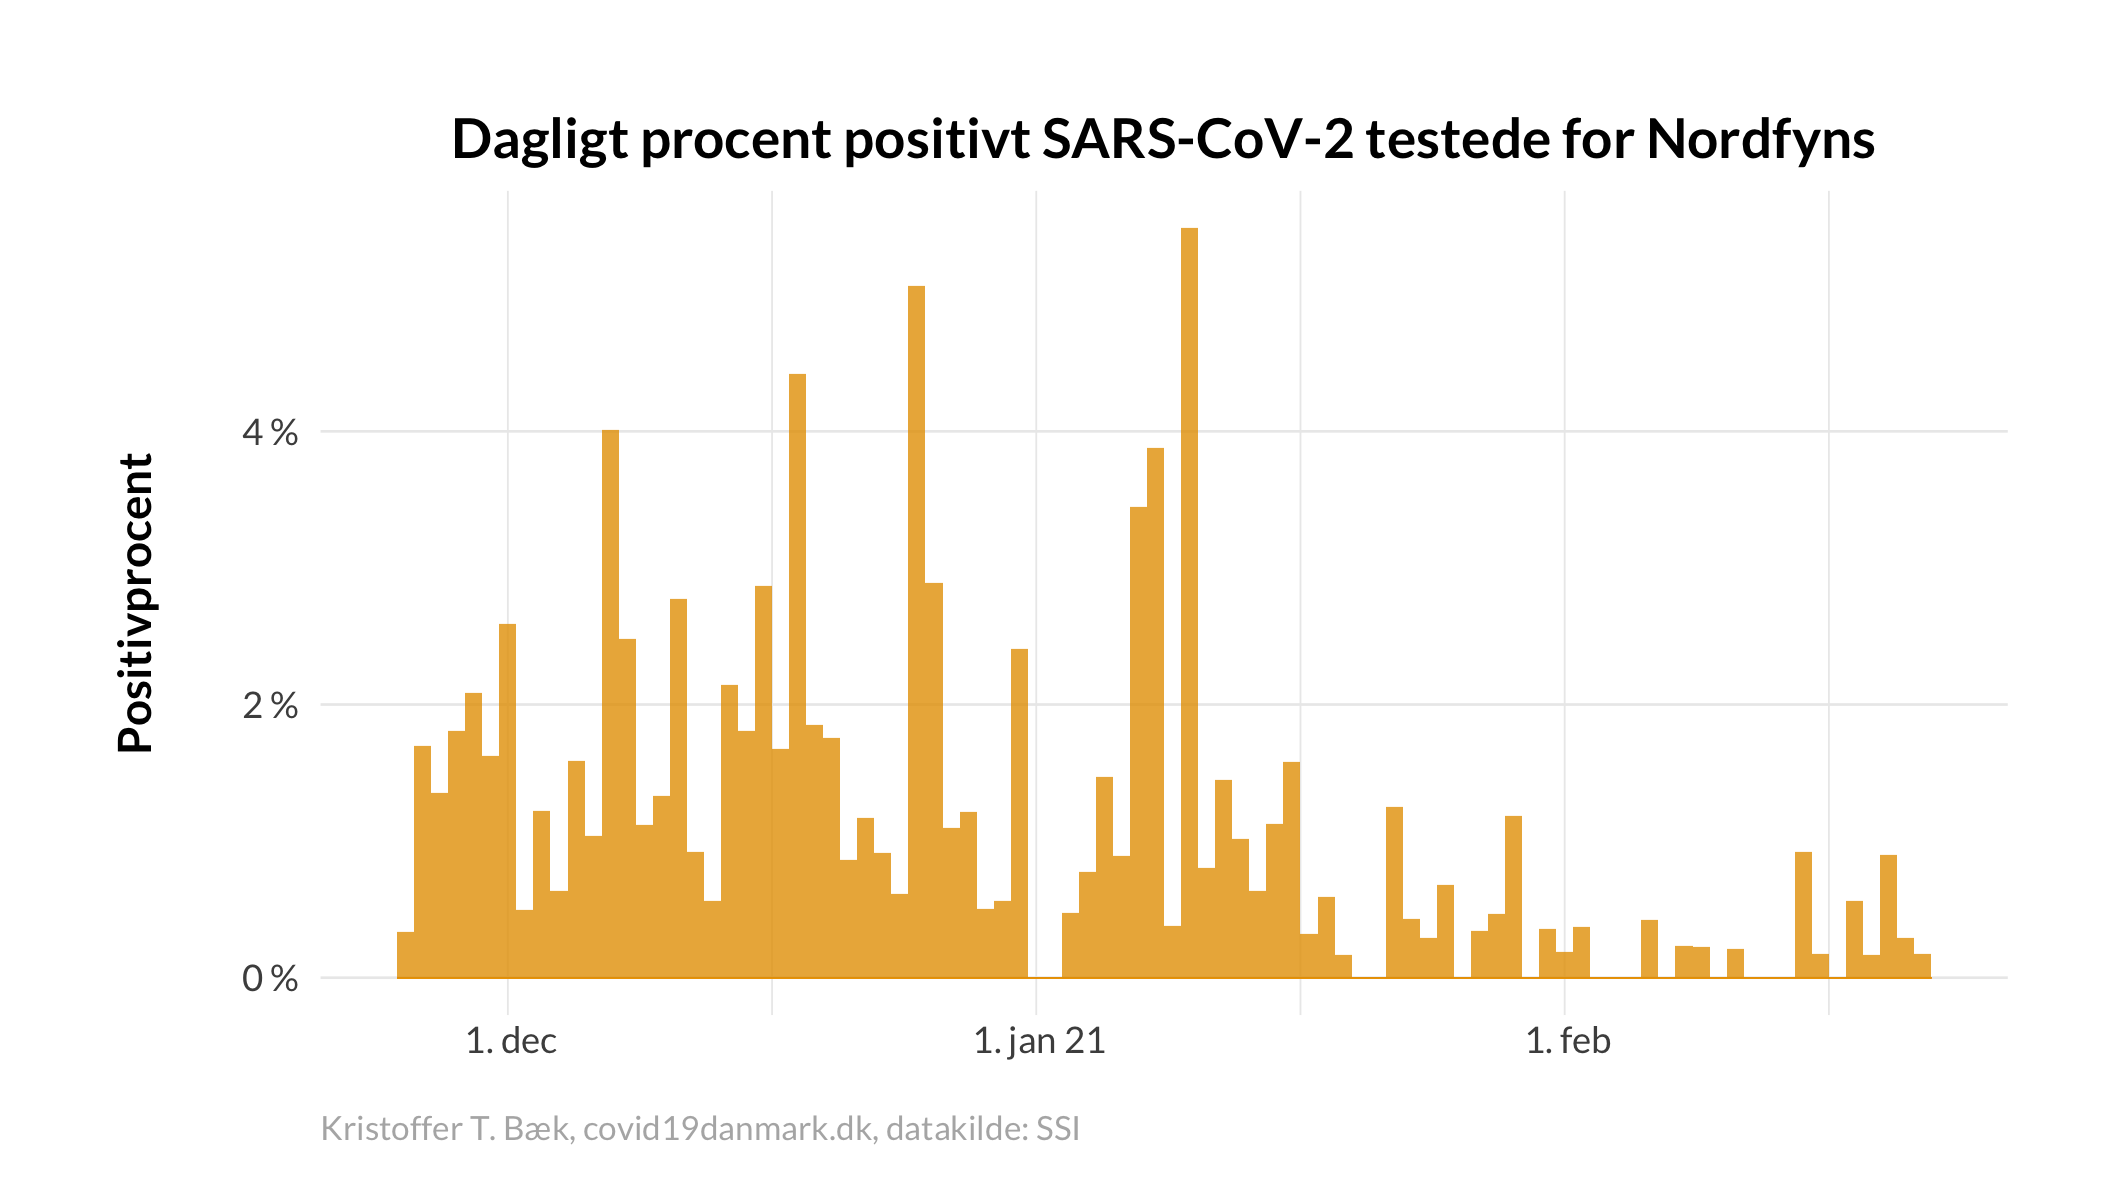 Dagligt procent positivt SARS-CoV-2 testede for Nordfyns
Positivprocent
4 %
2 %
0 %
1. dec
1. jan 21
1. feb
Kristoffer T. Bæk, covid19danmark.dk, datakilde: SSI